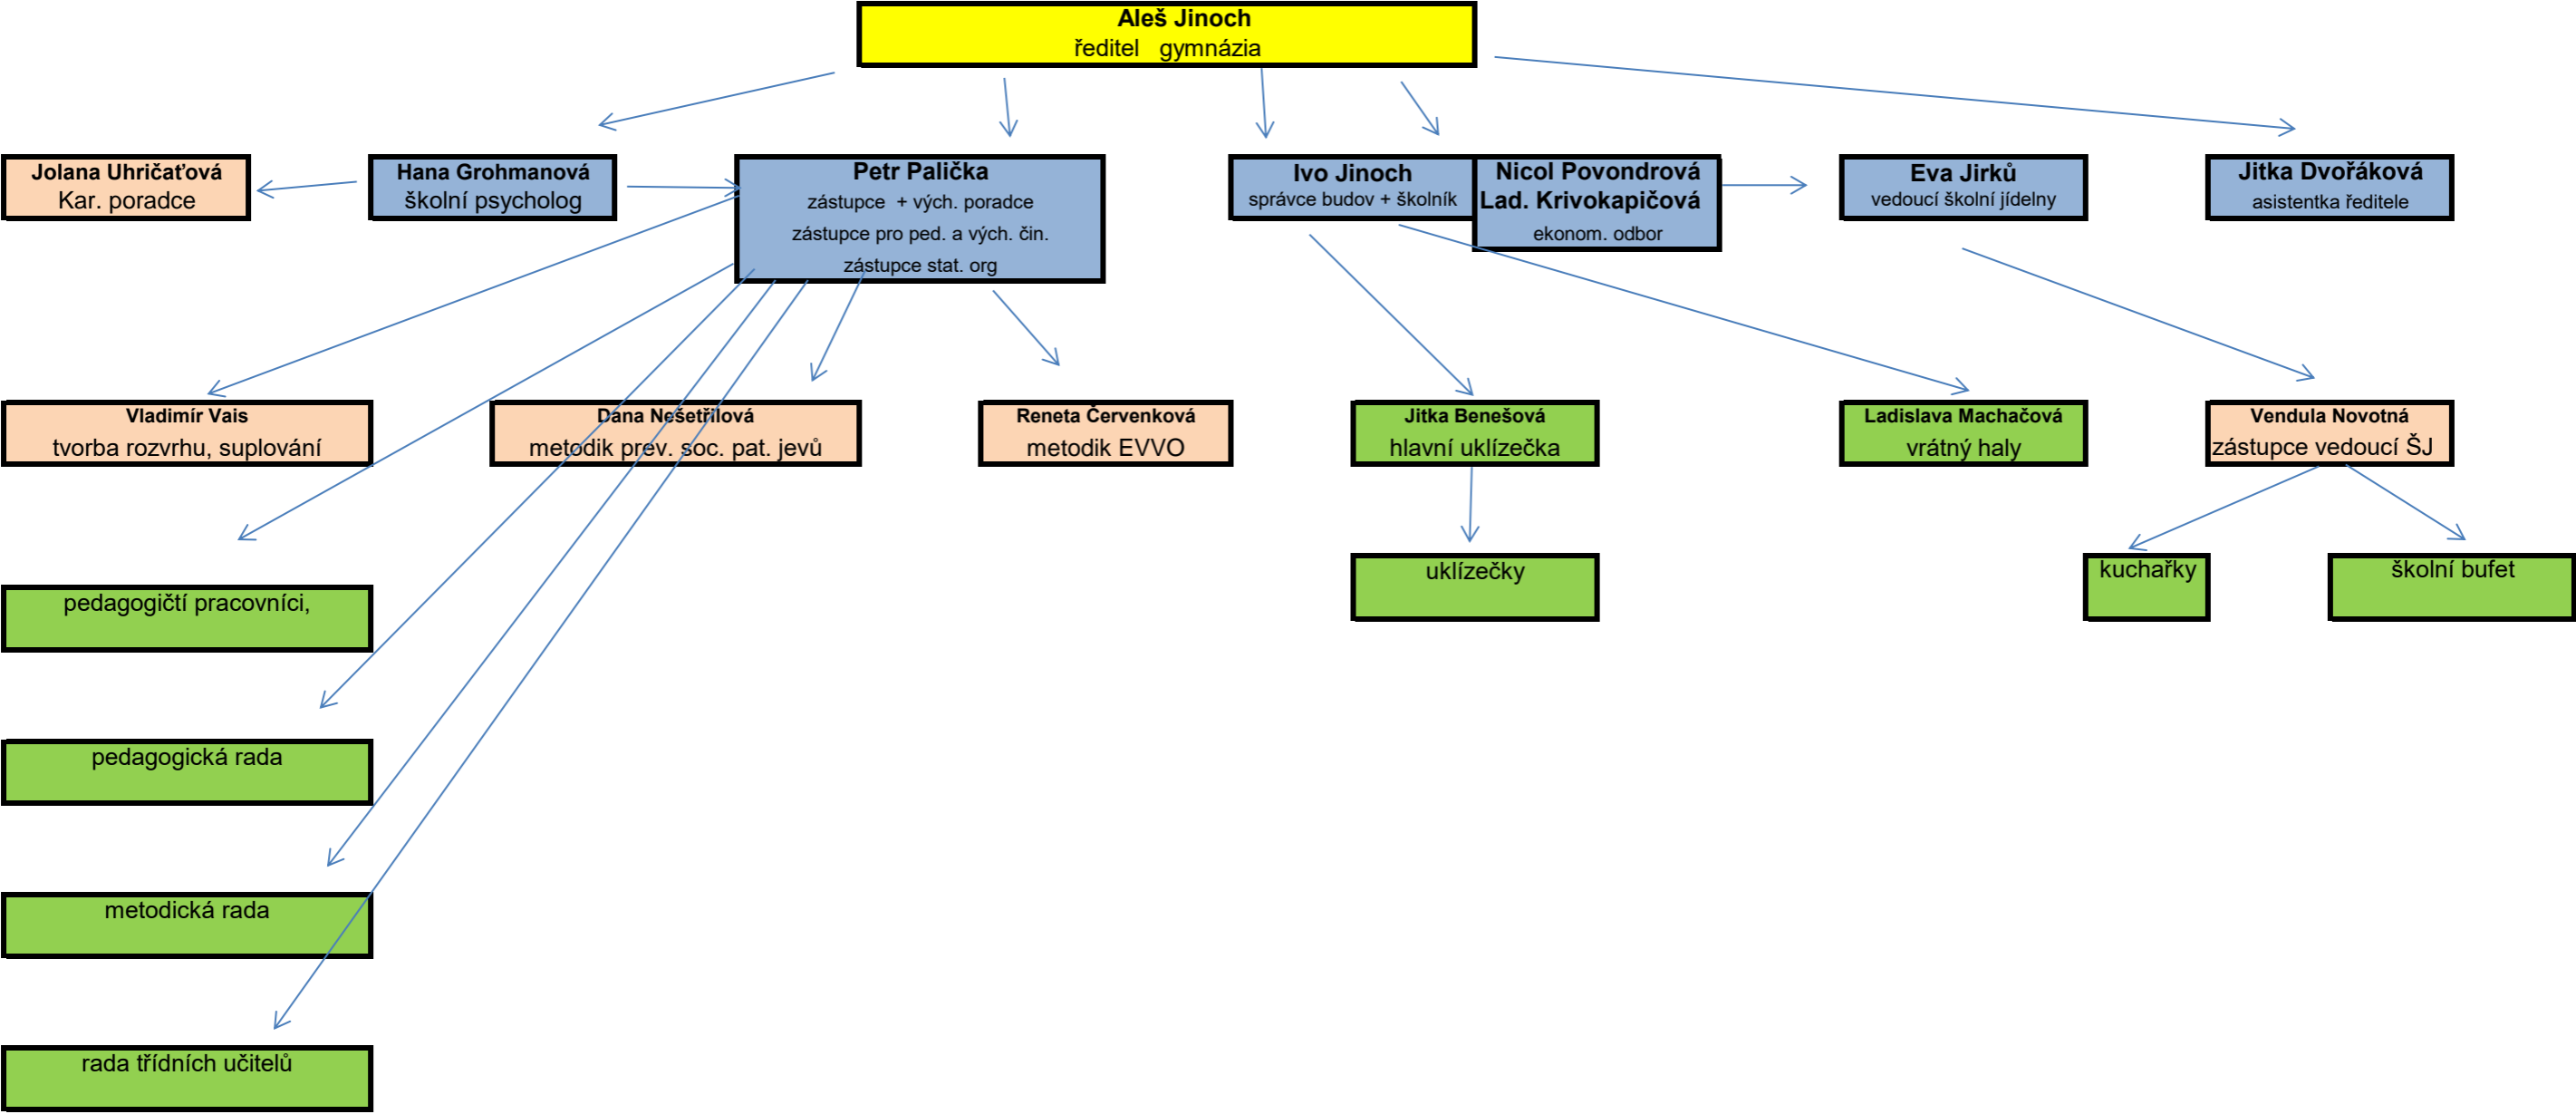 Aleš Jinoch
ředitel gymnázia
Jolana Uhričaťová
Kar. poradce
Hana Grohmanová
školní psycholog
Petr Palička
zástupce + vých. poradce
zástupce pro ped. a vých. čin.
zástupce stat. org
Ivo Jinoch
správce budov + školník
Nicol Povondrová
Lad. Krivokapičová
ekonom. odbor
Eva Jirků
vedoucí školní jídelny
Jitka Dvořáková
asistentka ředitele
Vladimír Vais
tvorba rozvrhu, suplování
Dana Nešetřilová
metodik prev. soc. pat. jevů
Reneta Červenková
metodik EVVO
Jitka Benešová
hlavní uklízečka
Ladislava Machačová
vrátný haly
Vendula Novotná
zástupce vedoucí ŠJ
uklízečky
kuchařky
školní bufet
pedagogičtí pracovníci,
pedagogická rada
metodická rada
rada třídních učitelů